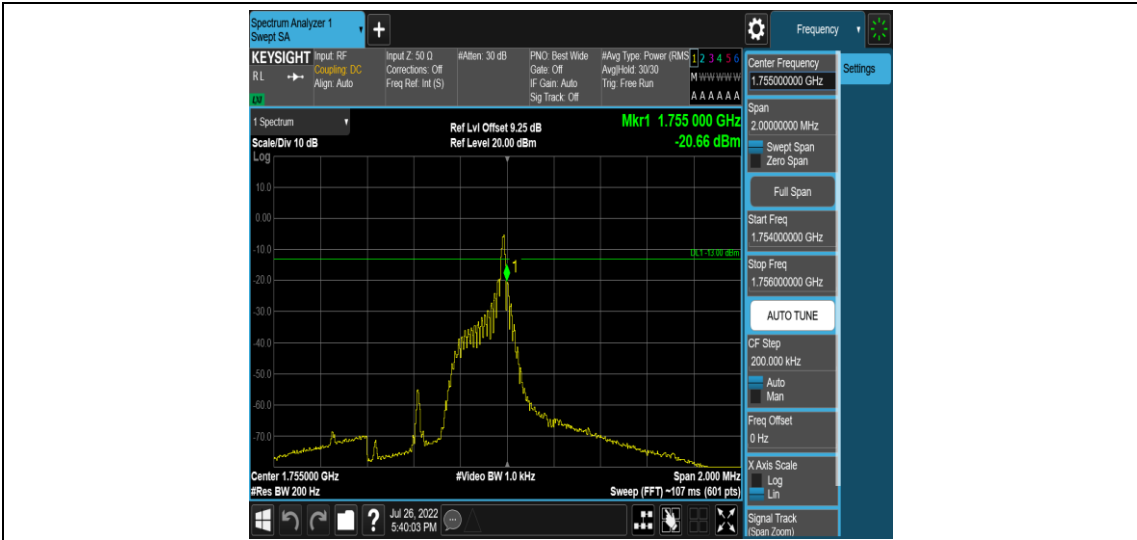 Spectrum Analyzer 1
Swept SA
+
Frequency
KEYSIGHT
RL
LXI
Input: RF
Coupling: DC
Align: Auto
Input Z: 50 Ω
Corrections: Off
Freq Ref: Int (S)
#Atten: 30 dB
PNO: Best Wide
Gate: Off
IF Gain: Auto
Sig Track: Off
#Avg Type: Power (RMS
Avg|Hold: 30/30
Trig: Free Run
1 2 3 4 5 6
M W W W W W
A A A A A A
1 Spectrum
Scale/Div 10 dB
Log
Ref Lvl Offset 9.25 dB
Ref Level 20.00 dBm
Mkr1 1.755 000 GHz
-20.66 dBm
10.0
0.00
-10.0
-20.0
-30.0
-40.0
-50.0
-60.0
-70.0
DL1 -13.00 dBm
1
Center 1.755000 GHz
#Res BW 200 Hz
#Video BW 1.0 kHz
Span 2.000 MHz
Sweep (FFT) ~107 ms (601 pts)
Center Frequency
1.755000000 GHz
Settings
Span
2.00000000 MHz
Swept Span
Zero Span
Full Span
Start Freq
1.754000000 GHz
Stop Freq
1.756000000 GHz
AUTO TUNE
CF Step
200.000 kHz
Auto
Man
Freq Offset
0 Hz
X Axis Scale
Log
Lin
Signal Track
(Span Zoom)
?
Jul 26, 2022
5:40:03 PM